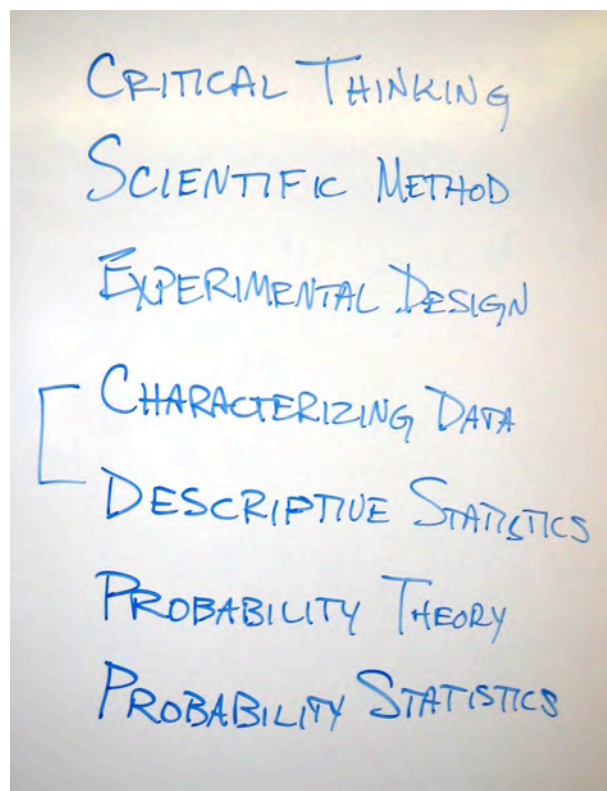 CRITICAL THINKING
SCIENTIFIC METHOD
EXPERIMENTAL DESIGN
CHARACTERIZING DATA
DESCRIPTIVE STATISTICS
PROBABILITY THEORY
PROBABILITY STATISTICS